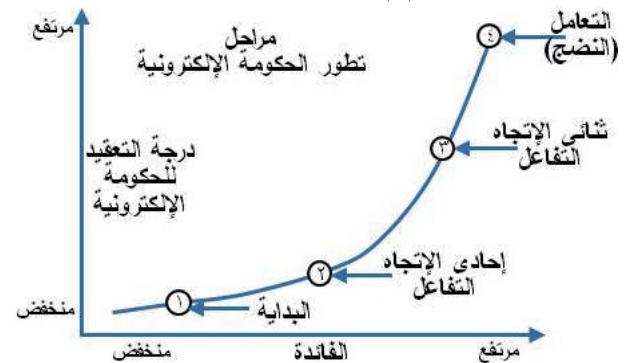 مرتفع
مراحل
تطور الحكومة الإلكترونية
٤
التعامل
(النضج)
درجة التعقيد
للحكومة
الإلكترونية
٣
ثنائى الإتجاه
التفاعل
٢
إحادى الإتجاه
التفاعل
١
البداية
منخفض
منخفض
الفائدة
مرتفع